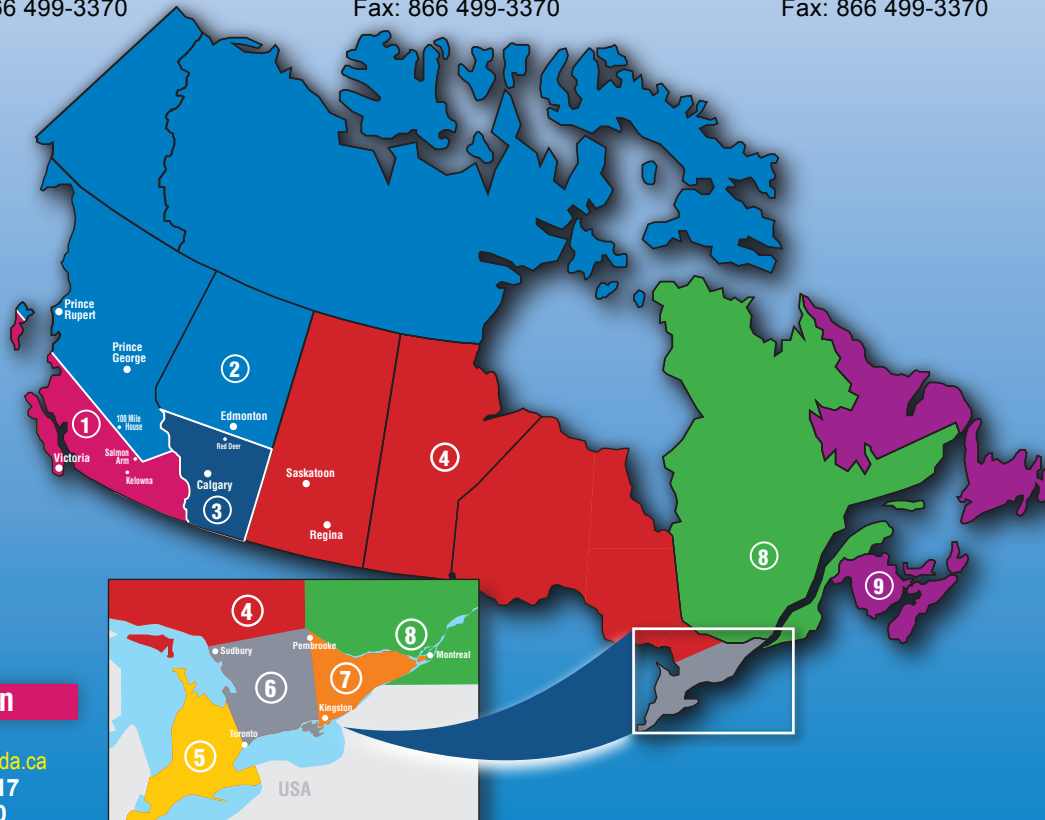 66 499-3370
Fax: 866 499-3370
Fax: 866 499-3370
Prince
Rupert
Prince
George
2
1
100 Mile
House
Edmonton
Red Deer
Victoria
Salmon
Arm
Kelowna
Calgary
3
Saskatoon
Regina
4
8
9
4
8
Sudbury
Pembrooke
Montreal
6
7
Kingston
Toronto
5
USA
n
da.ca
17
0